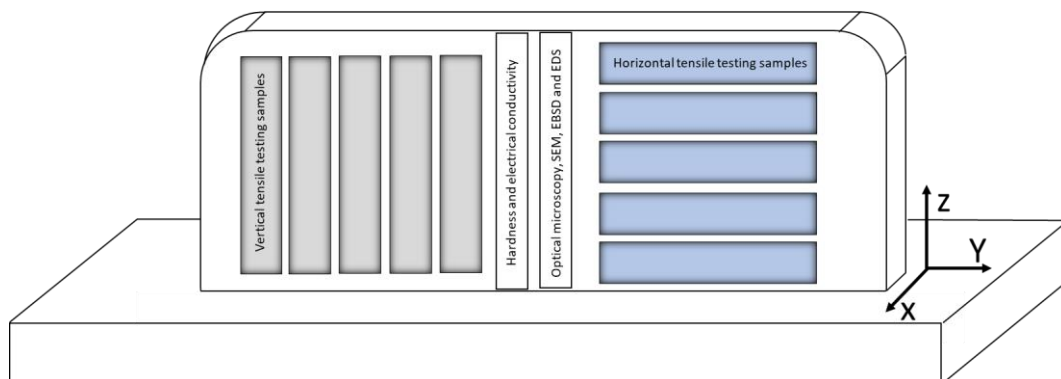 Vertical tensile testing samples
Hardness and electrical conductivity
Optical microscopy, SEM, EBSD and EDS
Horizontal tensile testing samples
Z
Y
X